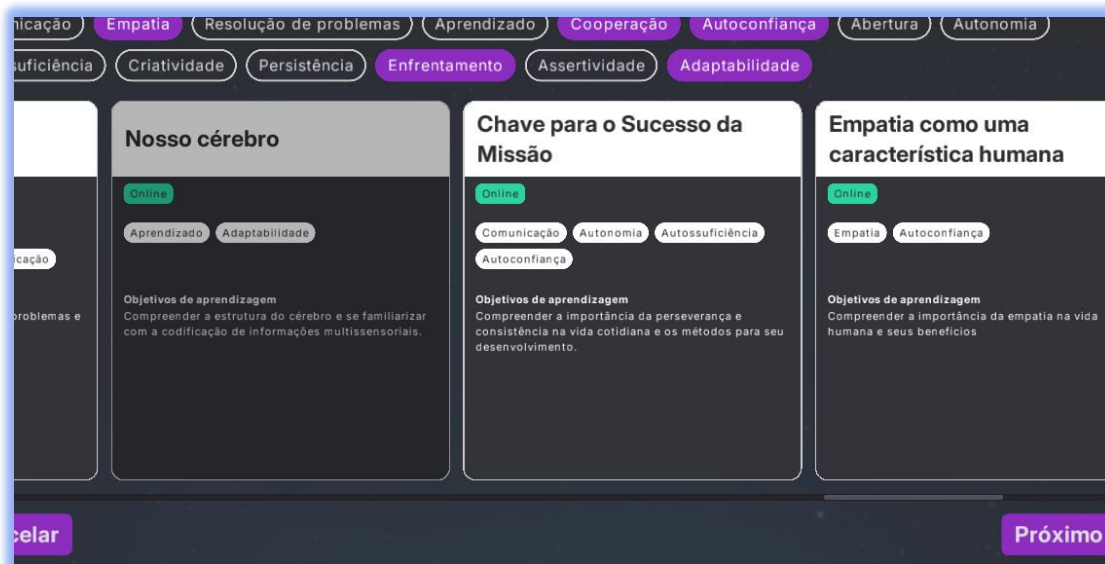 Empatia Resolução de problemas Aprendizado Cooperação Autoconfiança Abertura Autonomia
Criatividade Persistência Enfrentamento Assertividade Adaptabilidade
Nosso cérebro
Online
Aprendizado Adaptabilidade
Objetivos de aprendizagem
Compreender a estrutura do cérebro e se familiarizar
com a codificação de informações multissensoriais.
Chave para o Sucesso da
Missão
Online
Comunicação Autonomia Autossuficiência
Autoconfiança
Objetivos de aprendizagem
Compreender a importância da perseverança e
consistência na vida cotidiana e os métodos para seu
desenvolvimento.
Empatia como uma
característica humana
Online
Empatia Autoconfiança
Objetivos de aprendizagem
Compreender a importância da empatia na vida
humana e seus benefícios
problemas e
Próximo